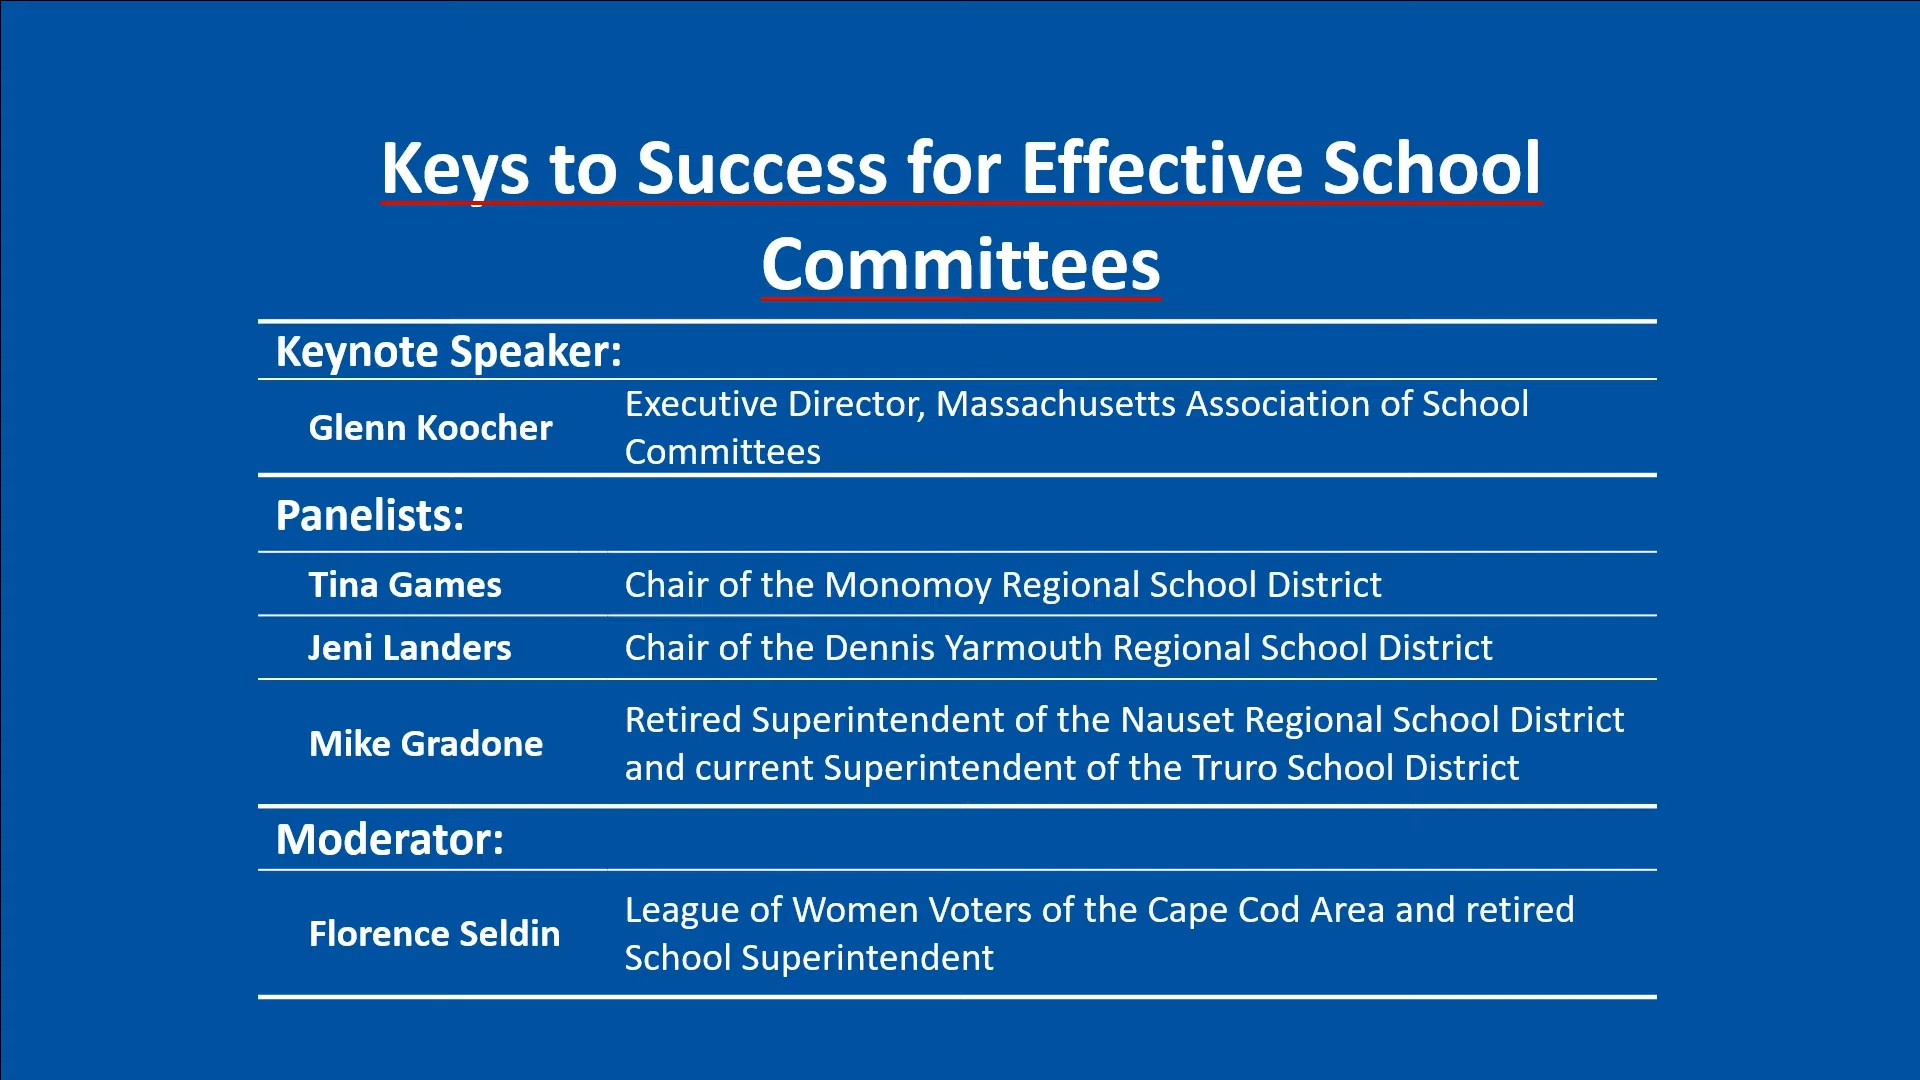 Keys to Success for Effective School
Committees
Keynote Speaker:
Glenn Koocher
Executive Director, Massachusetts Association of School
Committees
Panelists:
Tina Games
Chair of the Monomoy Regional School District
Jeni Landers
Chair of the Dennis Yarmouth Regional School District
Mike Gradone
Retired Superintendent of the Nauset Regional School District
and current Superintendent of the Truro School District
Moderator:
Florence Seldin
League of Women Voters of the Cape Cod Area and retired
School Superintendent